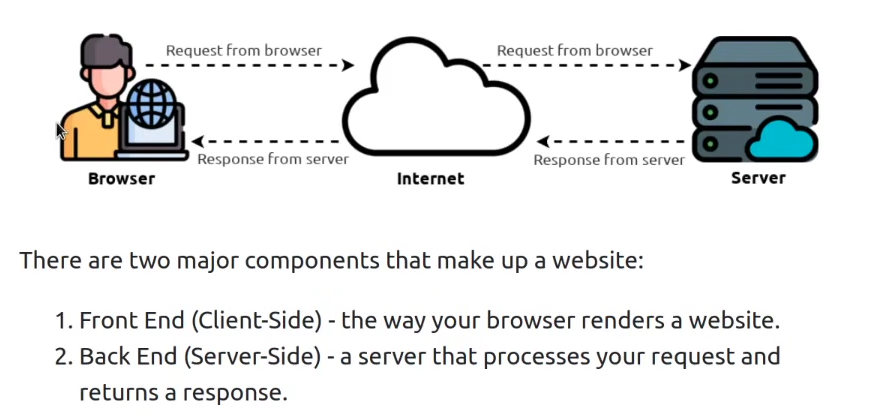 Request from browser
Request from browser
Response from server
Response from server
Browser
Internet
Server
There are two major components that make up a website:
1. Front End (Client-Side) - the way your browser renders a website.
2. Back End (Server-Side) - a server that processes your request and
returns a response.